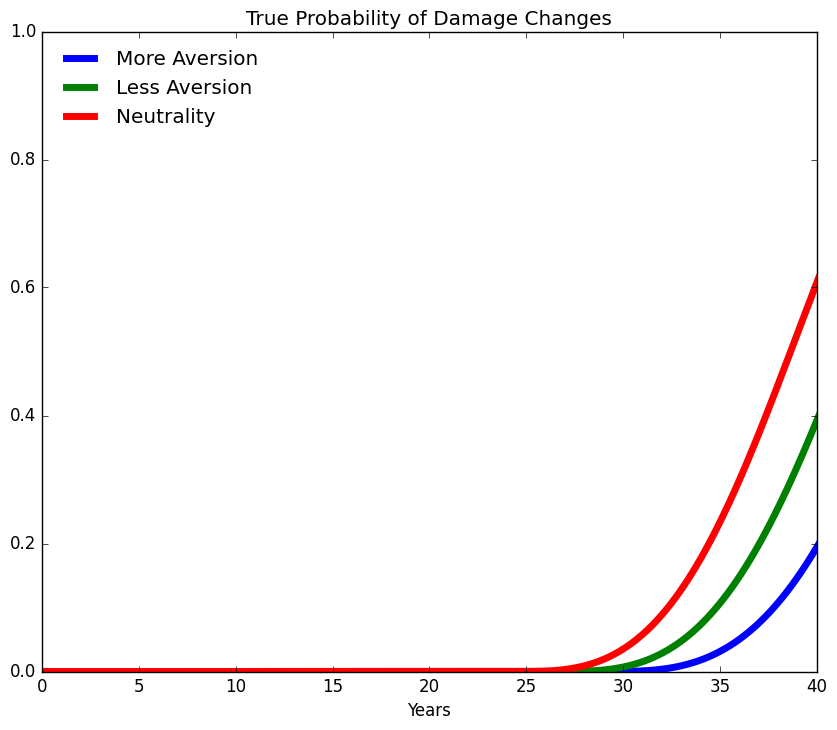 True Probability of Damage Changes
1.0
More Aversion
Less Aversion
Neutrality
0.8
0.6
0.4
0.2
0.0
0 5 10 15 20 25 30 35 40
Years